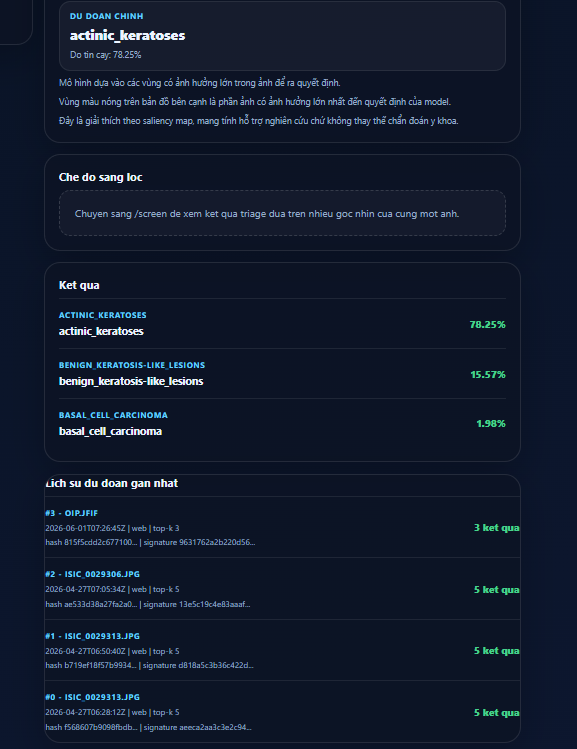 DU DOAN CHINH
actinic_keratoses
Do tin cay: 78.25%
Mô hình dựa vào các vùng có ảnh hưởng lớn trong ảnh để ra quyết định.
Vùng màu nóng trên bản đồ bên cạnh là phần ảnh có ảnh hưởng lớn nhất đến quyết định của model.
Đây là giải thích theo saliency map, mang tính hỗ trợ nghiên cứu chứ không thay thế chẩn đoán y khoa.
Che do sang loc
Chuyen sang /screen de xem ket qua triage dua tren nhieu goc nhin cua cung mot anh.
Ket qua
ACTINIC_KERATOSES
actinic_keratoses
78.25%
BENIGN_KERATOSIS-LIKE_LESIONS
benign_keratosis-like_lesions
15.57%
BASAL_CELL_CARCINOMA
basal_cell_carcinoma
1.98%
Lich su du doan gan nhat
#3 - OIP.JFIF
2026-06-01T07:26:45Z | web | top-k 3
hash 815f5cdd2c677100... | signature 9631762a2b220d56...
3 ket qua
#2 - ISIC_0029306.JPG
2026-04-27T07:05:34Z | web | top-k 5
hash ae533d38a27fa2a0... | signature 13e5c19c4e83aaaf...
5 ket qua
#1 - ISIC_0029313.JPG
2026-04-27T06:50:40Z | web | top-k 5
hash b719ef18f57b9934... | signature d818a5c3b36c422d...
5 ket qua
#0 - ISIC_0029313.JPG
2026-04-27T06:28:12Z | web | top-k 5
hash f568607b9098fbdb... | signature aeeca2aa3c3e2c94...
5 ket qua